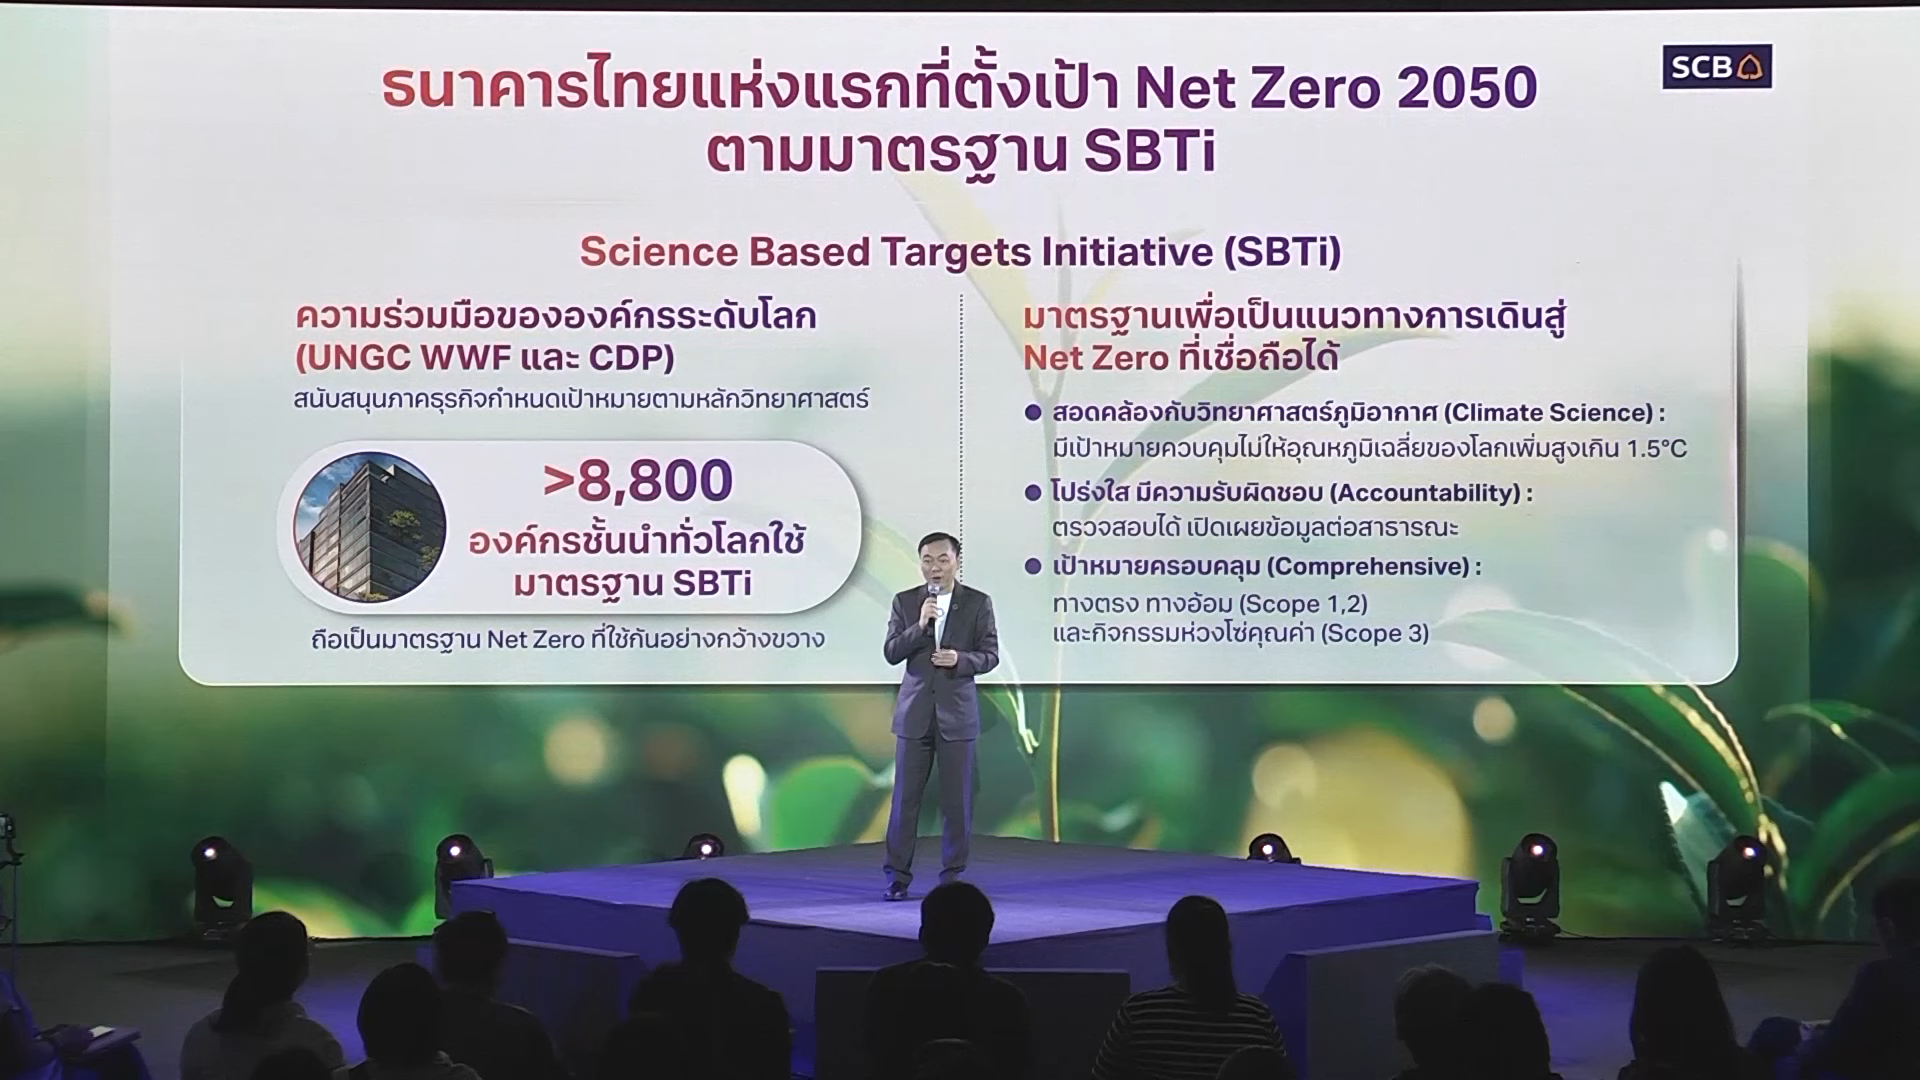 ธนาคารไทยแห่งแรกที่ตั้งเป้า Net Zero 2050
ตามมาตรฐาน SBTi
SCB
Science Based Targets Initiative (SBTi)
ความร่วมมือขององค์กรระดับโลก
(UNGC WWF และ CDP)
สนับสนุนภาคธุรกิจกำหนดเป้าหมายตามหลักวิทยาศาสตร์
>8,800
องค์กรชั้นนำทั่วโลกใช้
มาตรฐาน SBTi
ถือเป็นมาตรฐาน Net Zero ที่ใช้กันอย่างกว้างขวาง
มาตรฐานเพื่อเป็นแนวทางการเดินสู่
Net Zero ที่เชื่อถือได้
● สอดคล้องกับวิทยาศาสตร์ภูมิอากาศ (Climate Science) :
มีเป้าหมายควบคุมไม่ให้อุณหภูมิเฉลี่ยของโลกเพิ่มสูงเกิน 1.5°C
● โปร่งใส มีความรับผิดชอบ (Accountability) :
ตรวจสอบได้ เปิดเผยข้อมูลต่อสาธารณะ
● เป้าหมายครอบคลุม (Comprehensive) :
ทางตรง ทางอ้อม (Scope 1,2)
และกิจกรรมห่วงโซ่คุณค่า (Scope 3)